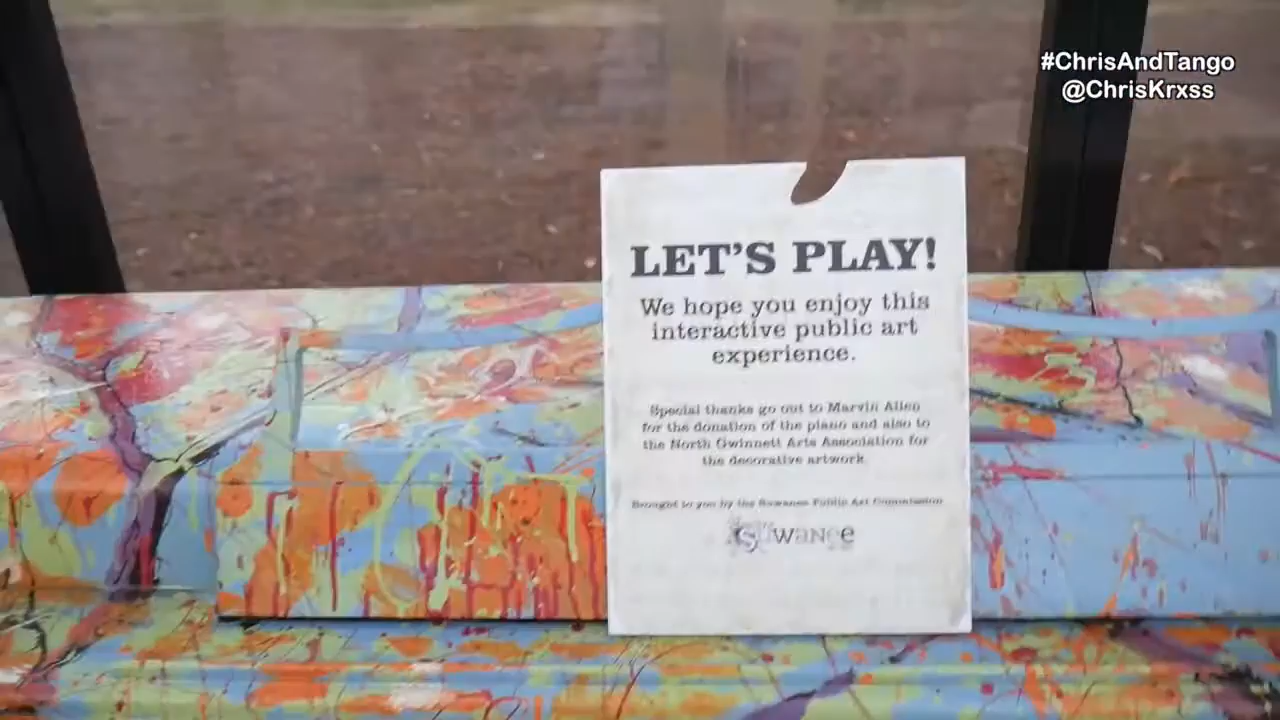 #ChrisAndTango
@ChrisKrxss
LET'S PLAY!
We hope you enjoy this
interactive public art
experience.
Special thanks go out to Marvin Allen
for the donation of the piano and also to
the North Gwinnett Arts Association for
the decorative artwork.
Brought to you by the Suwanee Public Art Commission
Suwanee